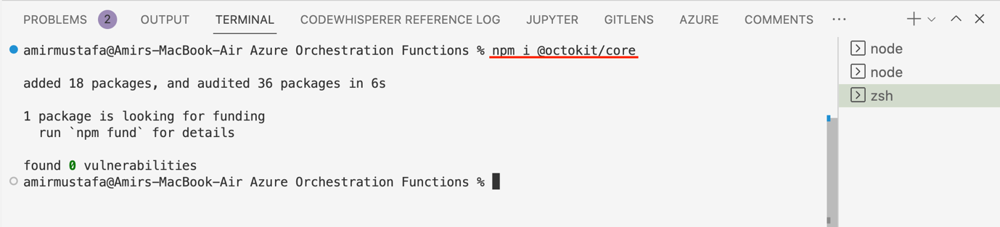 PROBLEMS 2 OUTPUT TERMINAL CODEWHISPERER REFERENCE LOG JUPYTER GITLENS AZURE COMMENTS ...
amirmustafa@Amirs-MacBook-Air Azure Orchestration Functions % npm i @octokit/core
added 18 packages, and audited 36 packages in 6s
1 package is looking for funding
run `npm fund` for details
found 0 vulnerabilities
amirmustafa@Amirs-MacBook-Air Azure Orchestration Functions %
node
node
zsh